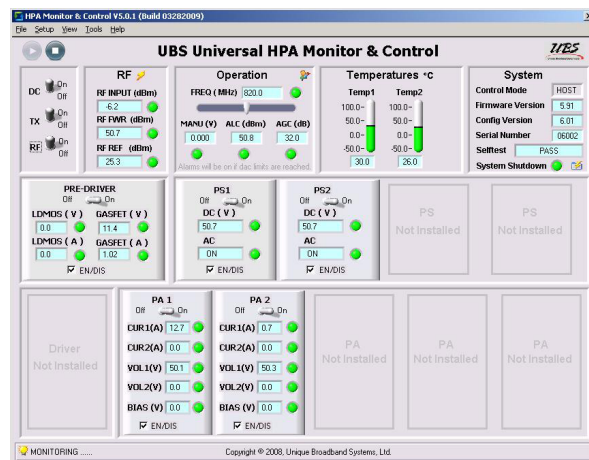 HPA Monitor & Control V5.0.1 (Build 03282009)
File Setup View Tools Help
UBS Universal HPA Monitor & Control
UBS
DC On Off
TX On Off
RF On Off
RF
RF INPUT (dBm)
-6.2
RF FWR (dBm)
50.7
RF REF (dBm)
25.3
Operation
FREQ ( MHz) 820.0
MANU (V) ALC (dBm) AGC (dB)
0.000 50.8 32.0
Alarms will be on if dac limits are reached.
Temperatures °C
Temp1 Temp2
100.0- 100.0-
50.0- 50.0-
0.0- 0.0-
-50.0- -50.0-
30.0 26.0
System
Control Mode HOST
Firmware Version 5.91
Config Version 6.01
Serial Number 06002
Selftest PASS
System Shutdown
PRE-DRIVER
Off On
LDMOS ( V ) GASFET ( V )
0.0 11.4
LDMOS ( A ) GASFET ( A )
0.0 1.02
EN/DIS
PS1
Off On
DC ( V )
50.7
AC
ON
EN/DIS
PS2
Off On
DC ( V )
50.7
AC
ON
EN/DIS
PS
Not Installed
PS
Not Installed
Driver
Not Installed
PA 1
Off On
CUR1(A) 12.7
CUR2(A) 0.0
VOL1(V) 50.1
VOL2(V) 0.0
BIAS (V) 0.0
EN/DIS
PA 2
Off On
CUR1(A) 0.7
CUR2(A) 0.0
VOL1(V) 50.3
VOL2(V) 0.0
BIAS (V) 0.0
EN/DIS
PA
Not Installed
PA
Not Installed
PA
Not Installed
MONITORING ......
Copyright © 2008, Unique Broadband Systems, Ltd.